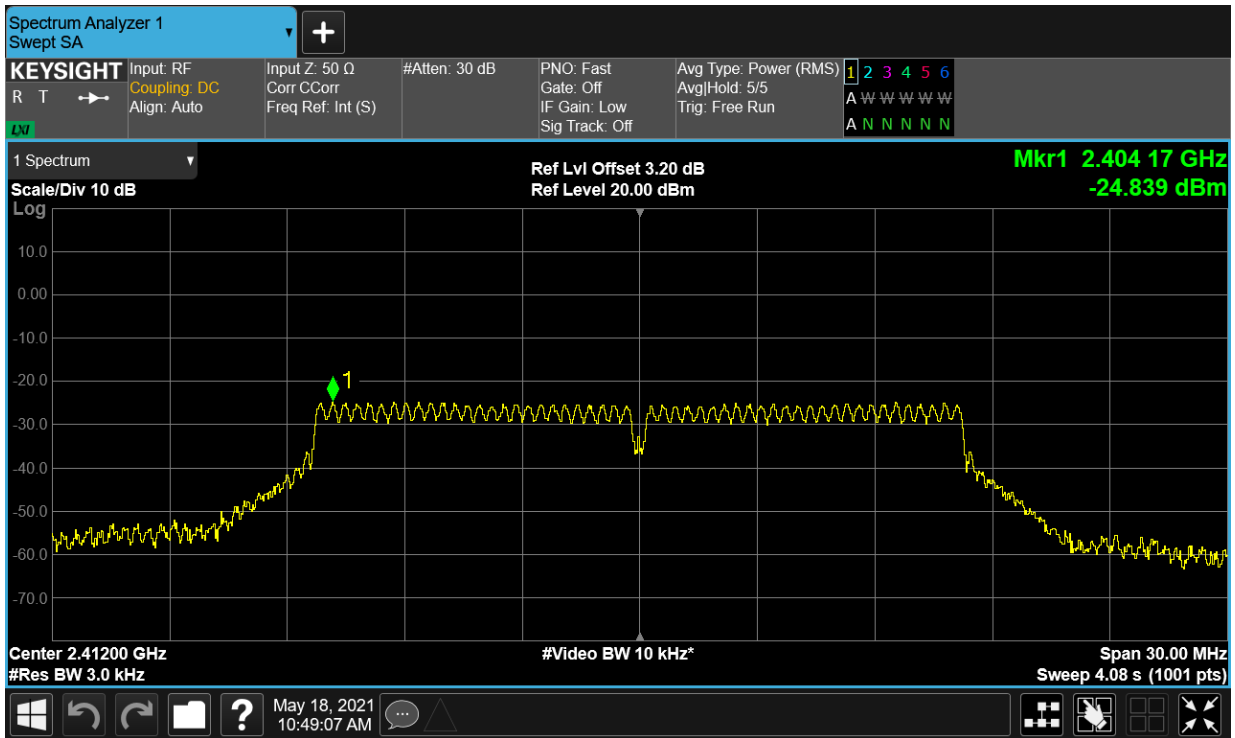 Spectrum Analyzer 1
Swept SA
▼
+
KEYSIGHT
R T
LXI
Input: RF
Coupling: DC
Align: Auto
Input Z: 50 Ω
Corr CCorr
Freq Ref: Int (S)
#Atten: 30 dB
PNO: Fast
Gate: Off
IF Gain: Low
Sig Track: Off
Avg Type: Power (RMS)
Avg|Hold: 5/5
Trig: Free Run
1 2 3 4 5 6
A W W W W W
A N N N N N
1 Spectrum ▼
Scale/Div 10 dB
Log
Ref Lvl Offset 3.20 dB
Ref Level 20.00 dBm
Mkr1 2.404 17 GHz
-24.839 dBm
10.0
0.00
-10.0
-20.0
-30.0
-40.0
-50.0
-60.0
-70.0
1
Center 2.41200 GHz
#Res BW 3.0 kHz
#Video BW 10 kHz*
Span 30.00 MHz
Sweep 4.08 s (1001 pts)
?
May 18, 2021
10:49:07 AM